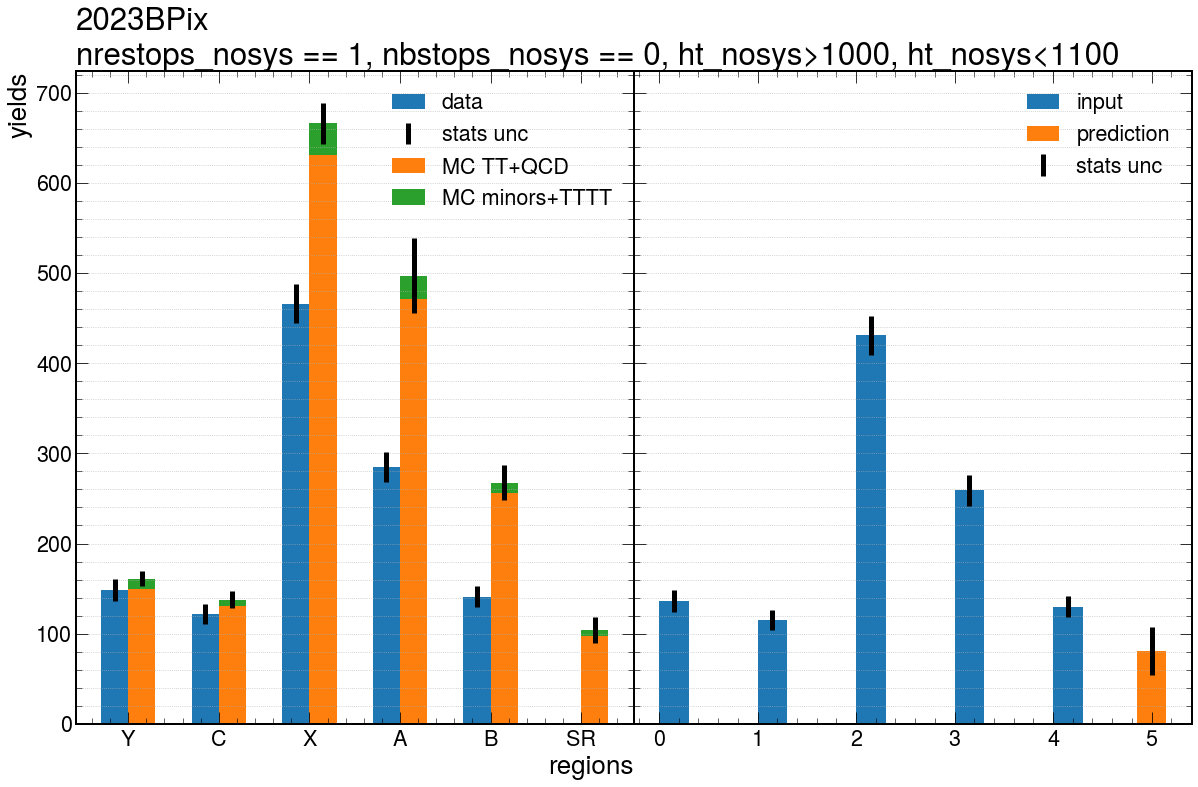 2023BPix
nrestops_nosys == 1, nbstops_nosys == 0, ht_nosys>1000, ht_nosys<1100
yields
700
600
500
400
300
200
100
0
data
stats unc
MC TT+QCD
MC minors+TTTT
input
prediction
stats unc
Y C X A B SR
0 1 2 3 4 5
regions